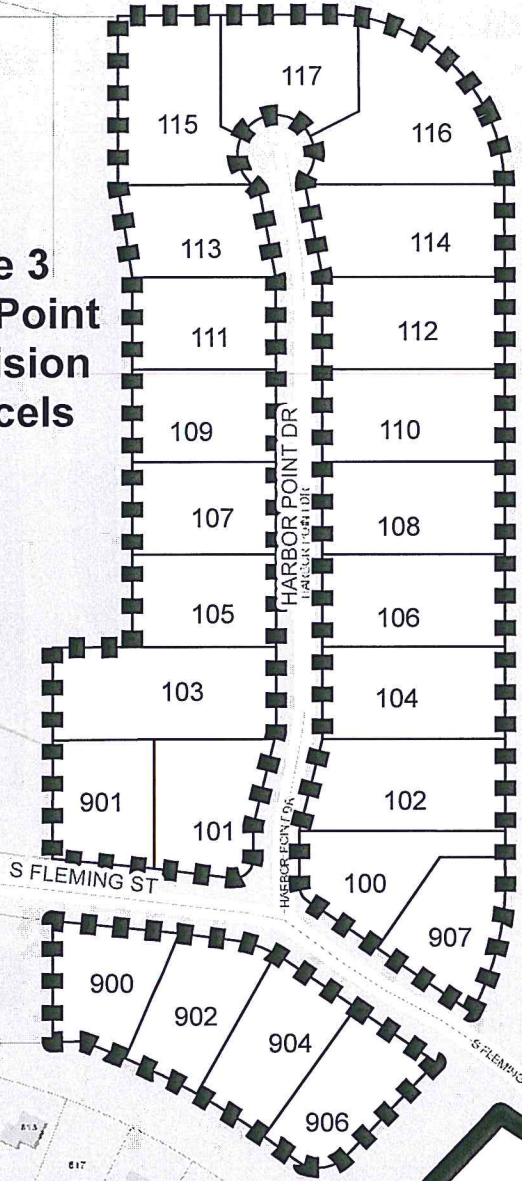 117
115
116
113
114
e 3
Point
ision
cels
111
112
109
110
HARBOR POINT DR
HARBOR POINT DR
107
108
105
106
103
104
901
101
102
HARBOR POINT DR
S FLEMING ST
100
907
900
902
904
906
S FLEMING
817